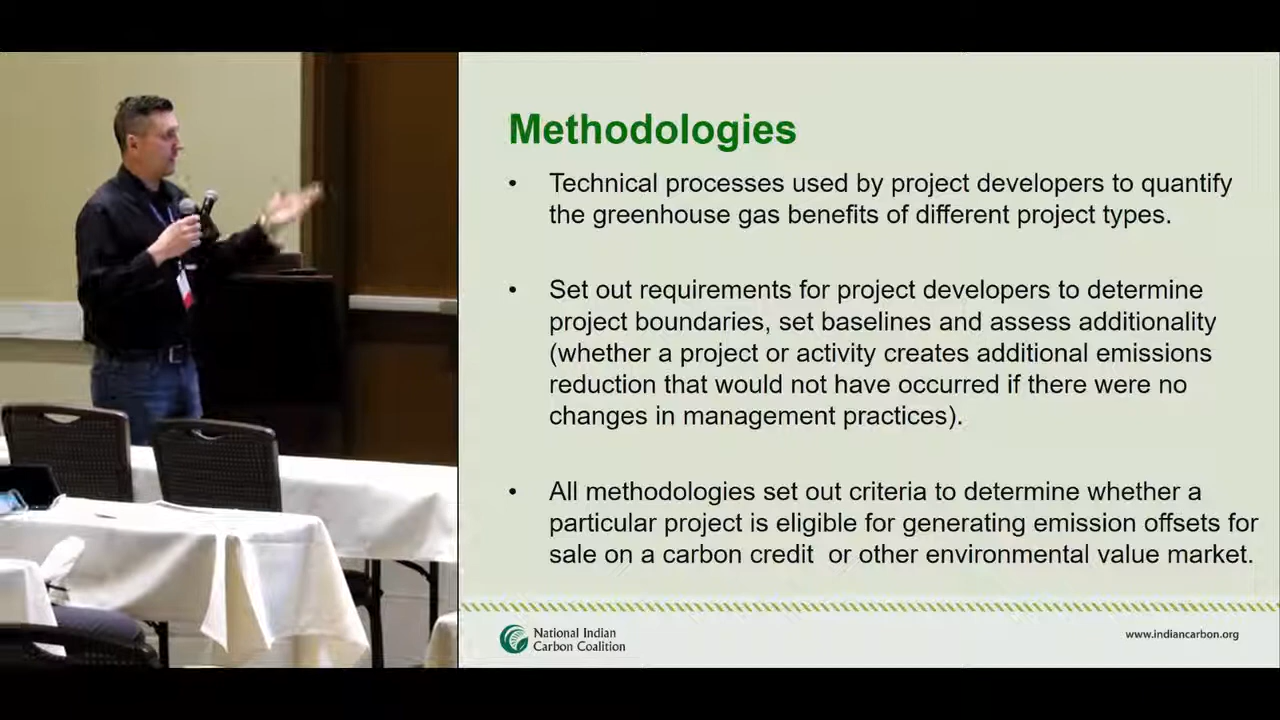 Methodologies
• Technical processes used by project developers to quantify
the greenhouse gas benefits of different project types.
• Set out requirements for project developers to determine
project boundaries, set baselines and assess additionality
(whether a project or activity creates additional emissions
reduction that would not have occurred if there were no
changes in management practices).
• All methodologies set out criteria to determine whether a
particular project is eligible for generating emission offsets for
sale on a carbon credit  or other environmental value market.
National Indian
Carbon Coalition
www.indiancarbon.org